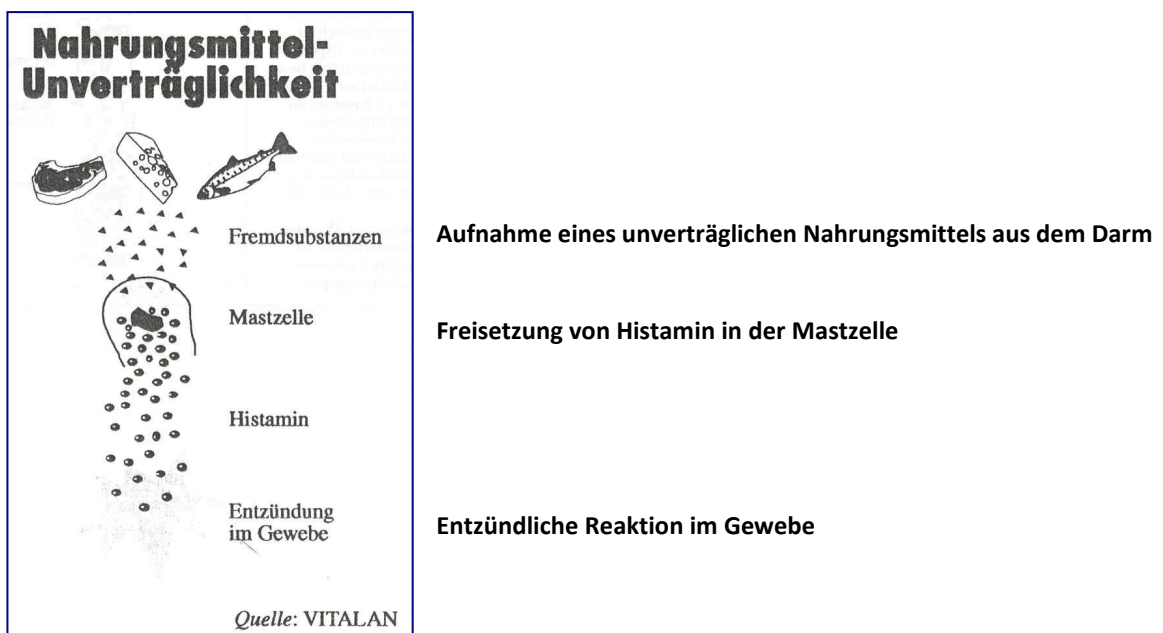 Nahrungsmittel-
Unverträglichkeit
Fremdsubstanzen
Aufnahme eines unverträglichen Nahrungsmittels aus dem Darm
Mastzelle
Freisetzung von Histamin in der Mastzelle
Histamin
Entzündung
im Gewebe
Entzündliche Reaktion im Gewebe
Quelle: VITALAN